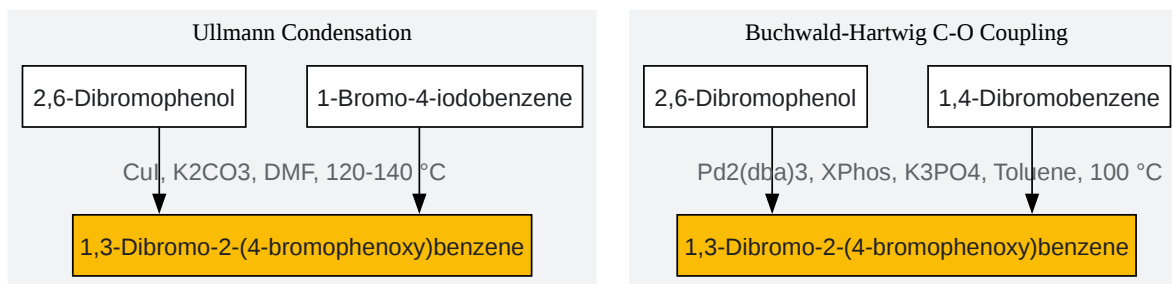 Ullmann Condensation
2,6-Dibromophenol
1-Bromo-4-iodobenzene
CuI, K2CO3, DMF, 120-140 °C
1,3-Dibromo-2-(4-bromophenoxy)benzene
Buchwald-Hartwig C-O Coupling
2,6-Dibromophenol
1,4-Dibromobenzene
Pd2(dba)3, XPhos, K3PO4, Toluene, 100 °C
1,3-Dibromo-2-(4-bromophenoxy)benzene